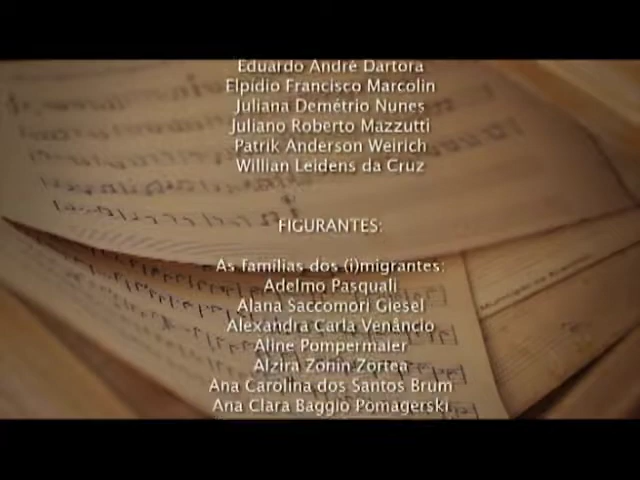 Eduardo André Dartora
Elpídio Francisco Marcolin
Juliana Demétrio Nunes
Juliano Roberto Mazzutti
Patrik Anderson Weirich
Willian Leidens da Cruz
FIGURANTES:
As famílias dos (i)migrantes:
Adelmo Pasquali
Alana Saccomori Giesel
Alexandra Carla Venâncio
Aline Pompermaier
Alzira Zonin Zortea
Ana Carolina dos Santos Brum
Ana Clara Baggio Pomagerski